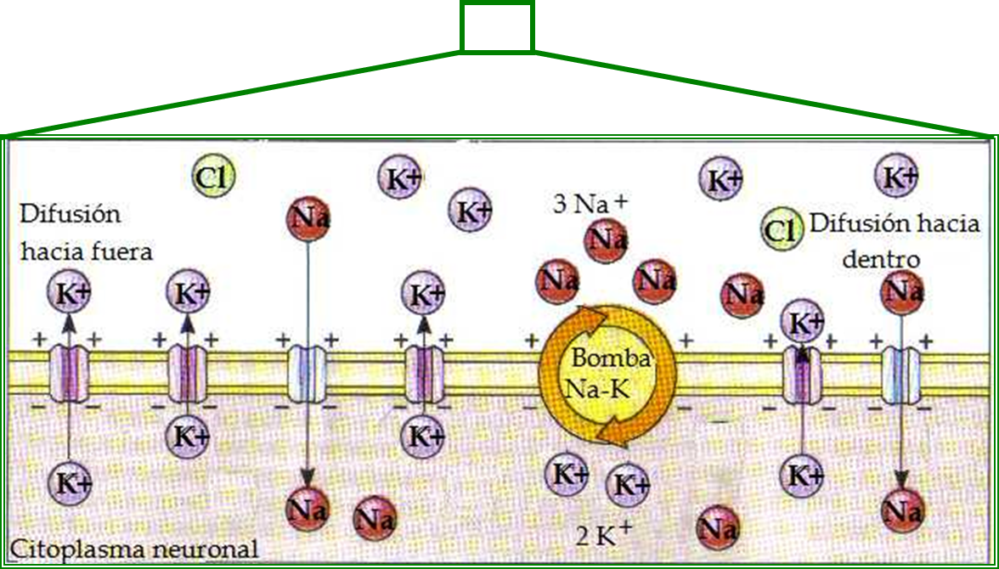 Cl
K+
K+
K+
K+
Na
3 Na+
Na
Na
Na
Cl
Difusión hacia
dentro
Difusión
hacia fuera
K+
K+
K+
Na
K+
Na
+ +
+ +
+ +
+ +
+ +
+ +
+ +
Bomba
Na-K
− −
− −
− −
− −
− −
− −
− −
−
K+
K+
K+
K+
K+
K+
Na
Na
2 K+
Na
Na
Citoplasma neuronal